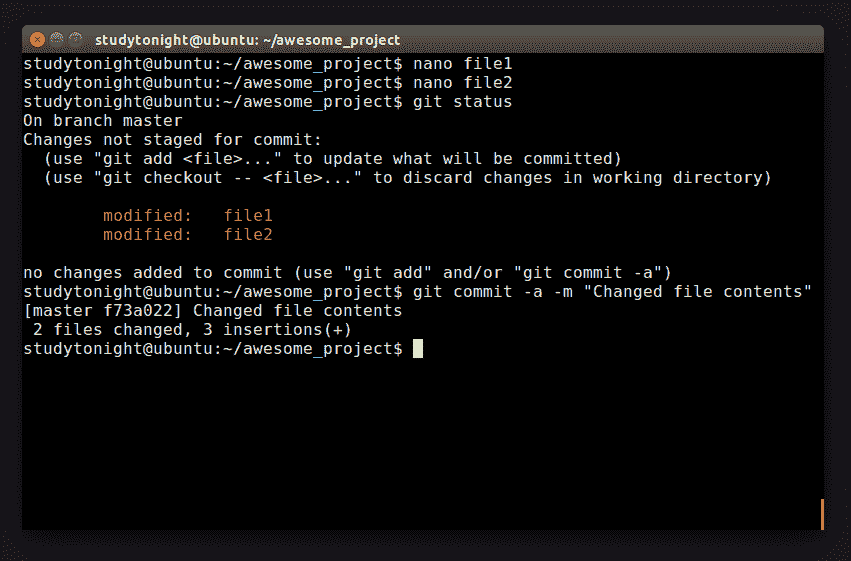 studytonight@ubuntu: ~/awesome_project
studytonight@ubuntu:~/awesome_project$ nano file1
studytonight@ubuntu:~/awesome_project$ nano file2
studytonight@ubuntu:~/awesome_project$ git status
On branch master
Changes not staged for commit:
  (use "git add <file>..." to update what will be committed)
  (use "git checkout -- <file>..." to discard changes in working directory)
        modified:   file1
        modified:   file2
no changes added to commit (use "git add" and/or "git commit -a")
studytonight@ubuntu:~/awesome_project$ git commit -a -m "Changed file contents"
[master f73a022] Changed file contents
 2 files changed, 3 insertions(+)
studytonight@ubuntu:~/awesome_project$